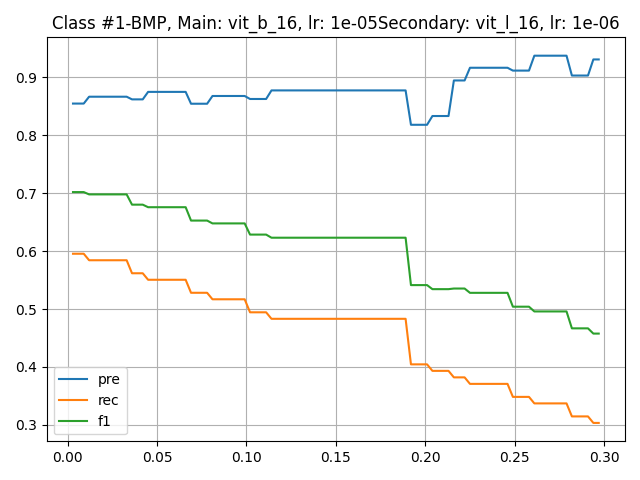 Class #1-BMP, Main: vit_b_16, lr: 1e-05Secondary: vit_l_16, lr: 1e-06
0.9
0.8
0.7
0.6
0.5
0.4
0.3
pre
rec
f1
0.00 0.05 0.10 0.15 0.20 0.25 0.30